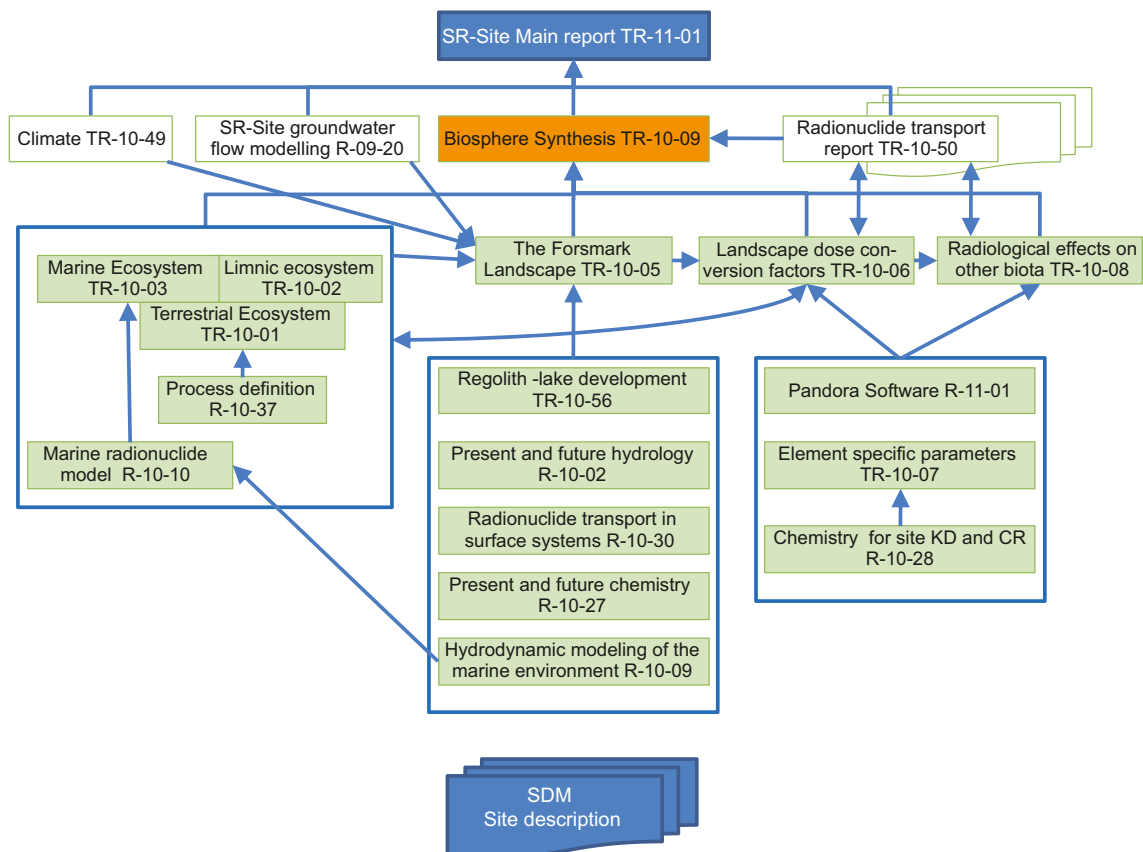 SR-Site Main report TR-11-01
Climate TR-10-49
SR-Site groundwater
flow modelling R-09-20
Biosphere Synthesis TR-10-09
Radionuclide transport
report TR-10-50
The Forsmark
Landscape TR-10-05
Landscape dose con-
version factors TR-10-06
Radiological effects on
other biota TR-10-08
Marine Ecosystem
TR-10-03
Limnic ecosystem
TR-10-02
Terrestrial Ecosystem
TR-10-01
Process definition
R-10-37
Marine radionuclide
model R-10-10
Regolith -lake development
TR-10-56
Present and future hydrology
R-10-02
Radionuclide transport in
surface systems R-10-30
Present and future chemistry
R-10-27
Hydrodynamic modeling of the
marine environment R-10-09
Pandora Software R-11-01
Element specific parameters
TR-10-07
Chemistry for site KD and CR
R-10-28
SDM
Site description